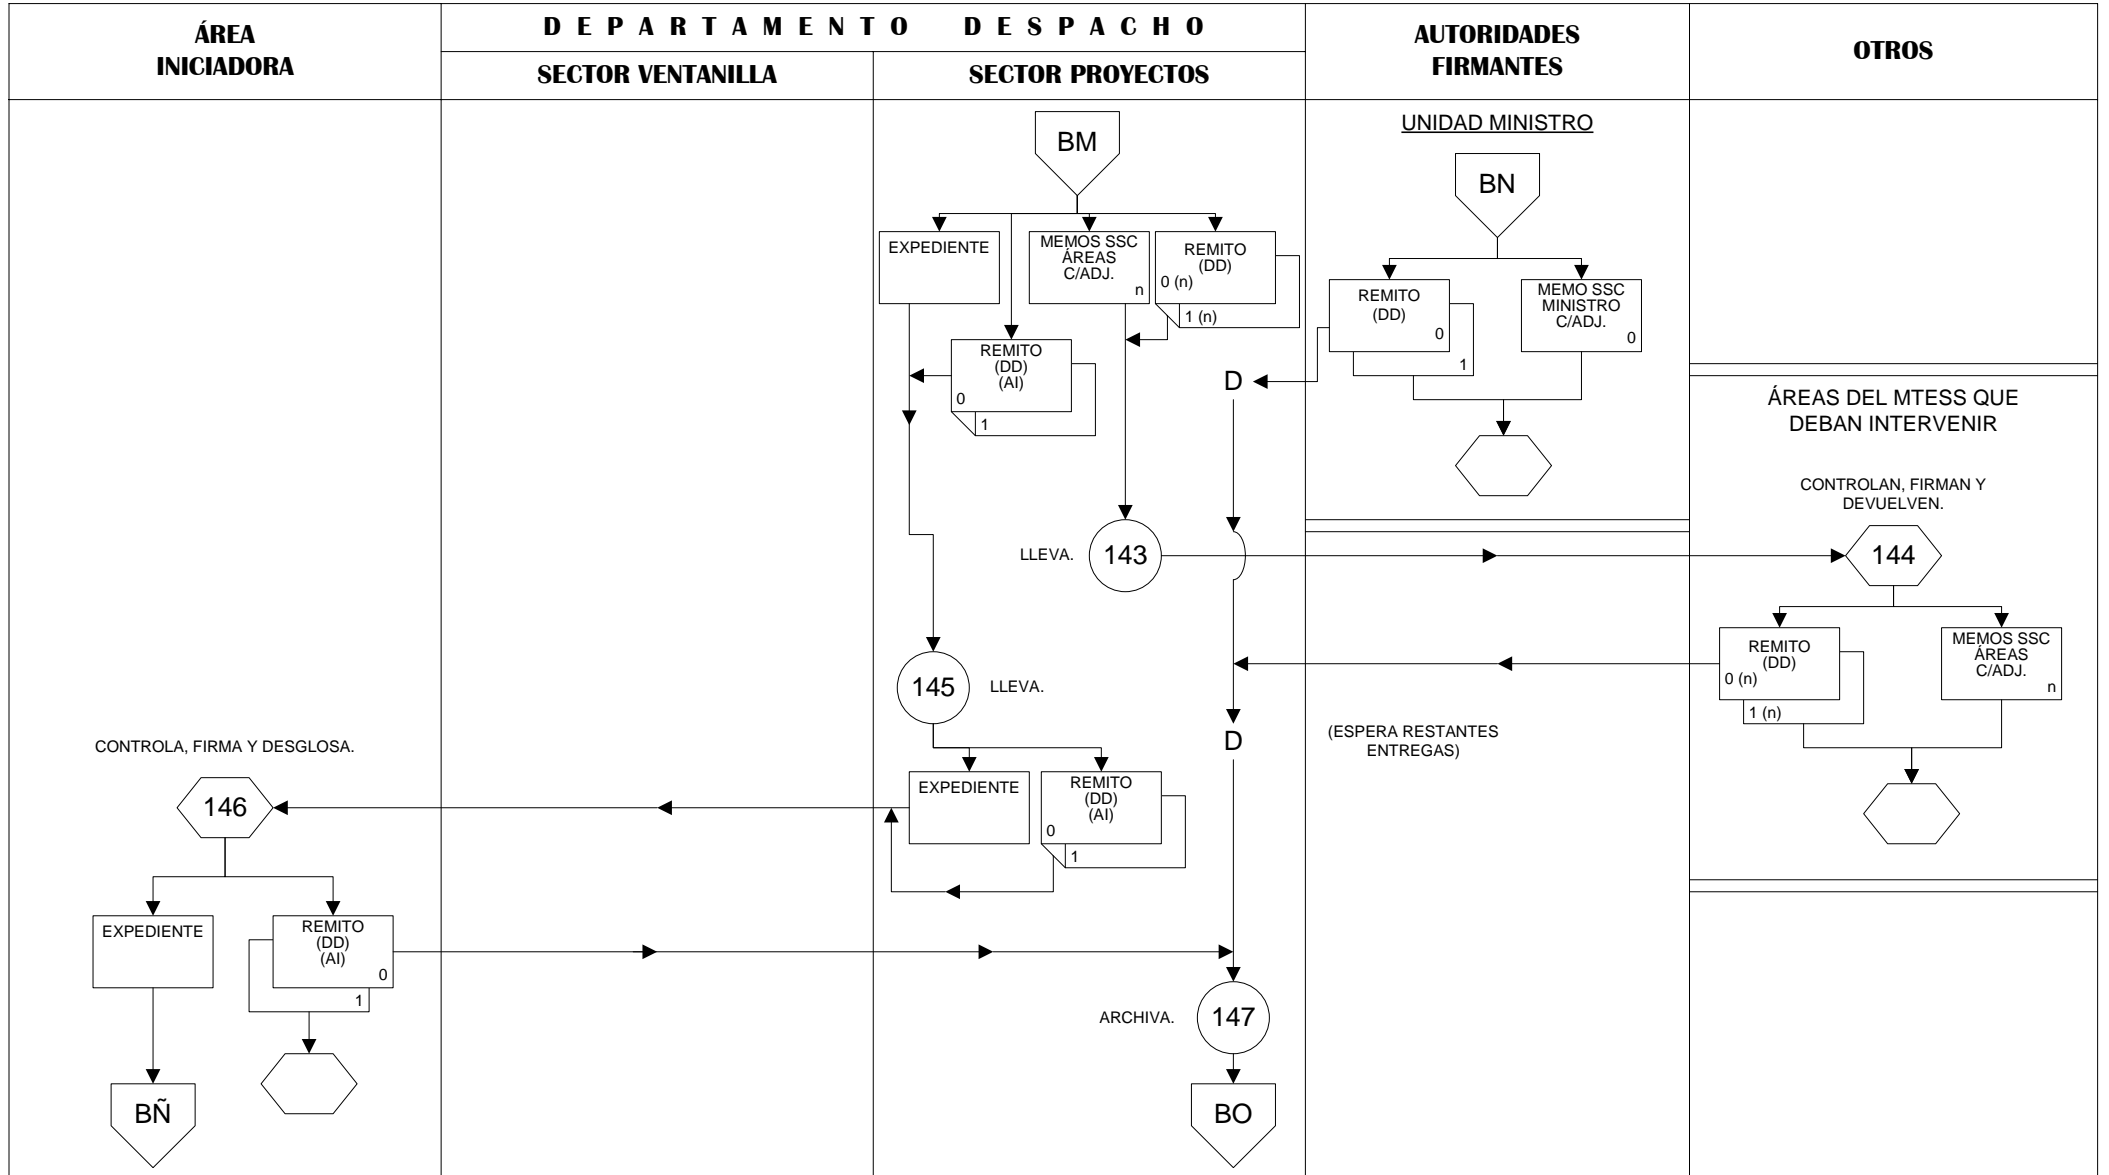 ÁREA
INICIADORA
DEPARTAMENTO DESPACHO
SECTOR VENTANILLA
SECTOR PROYECTOS
AUTORIDADES
FIRMANTES
OTROS
BM
EXPEDIENTE
MEMOS SSC
ÁREAS
C/ADJ.
n
REMITO
(DD)
0 (n)
1 (n)
REMITO
(DD)
(AI)
0
1
UNIDAD MINISTRO
BN
REMITO
(DD)
0
1
MEMO SSC
MINISTRO
C/ADJ.
0
D
ÁREAS DEL MTESS QUE
DEBAN INTERVENIR
CONTROLAN, FIRMAN Y
DEVUELVEN.
LLEVA.
143
144
REMITO
(DD)
0 (n)
1 (n)
MEMOS SSC
ÁREAS
C/ADJ.
n
145
LLEVA.
D
(ESPERA RESTANTES
ENTREGAS)
CONTROLA, FIRMA Y DESGLOSA.
146
EXPEDIENTE
REMITO
(DD)
(AI)
0
1
EXPEDIENTE
REMITO
(DD)
(AI)
0
1
ARCHIVA.
147
BÑ
BO